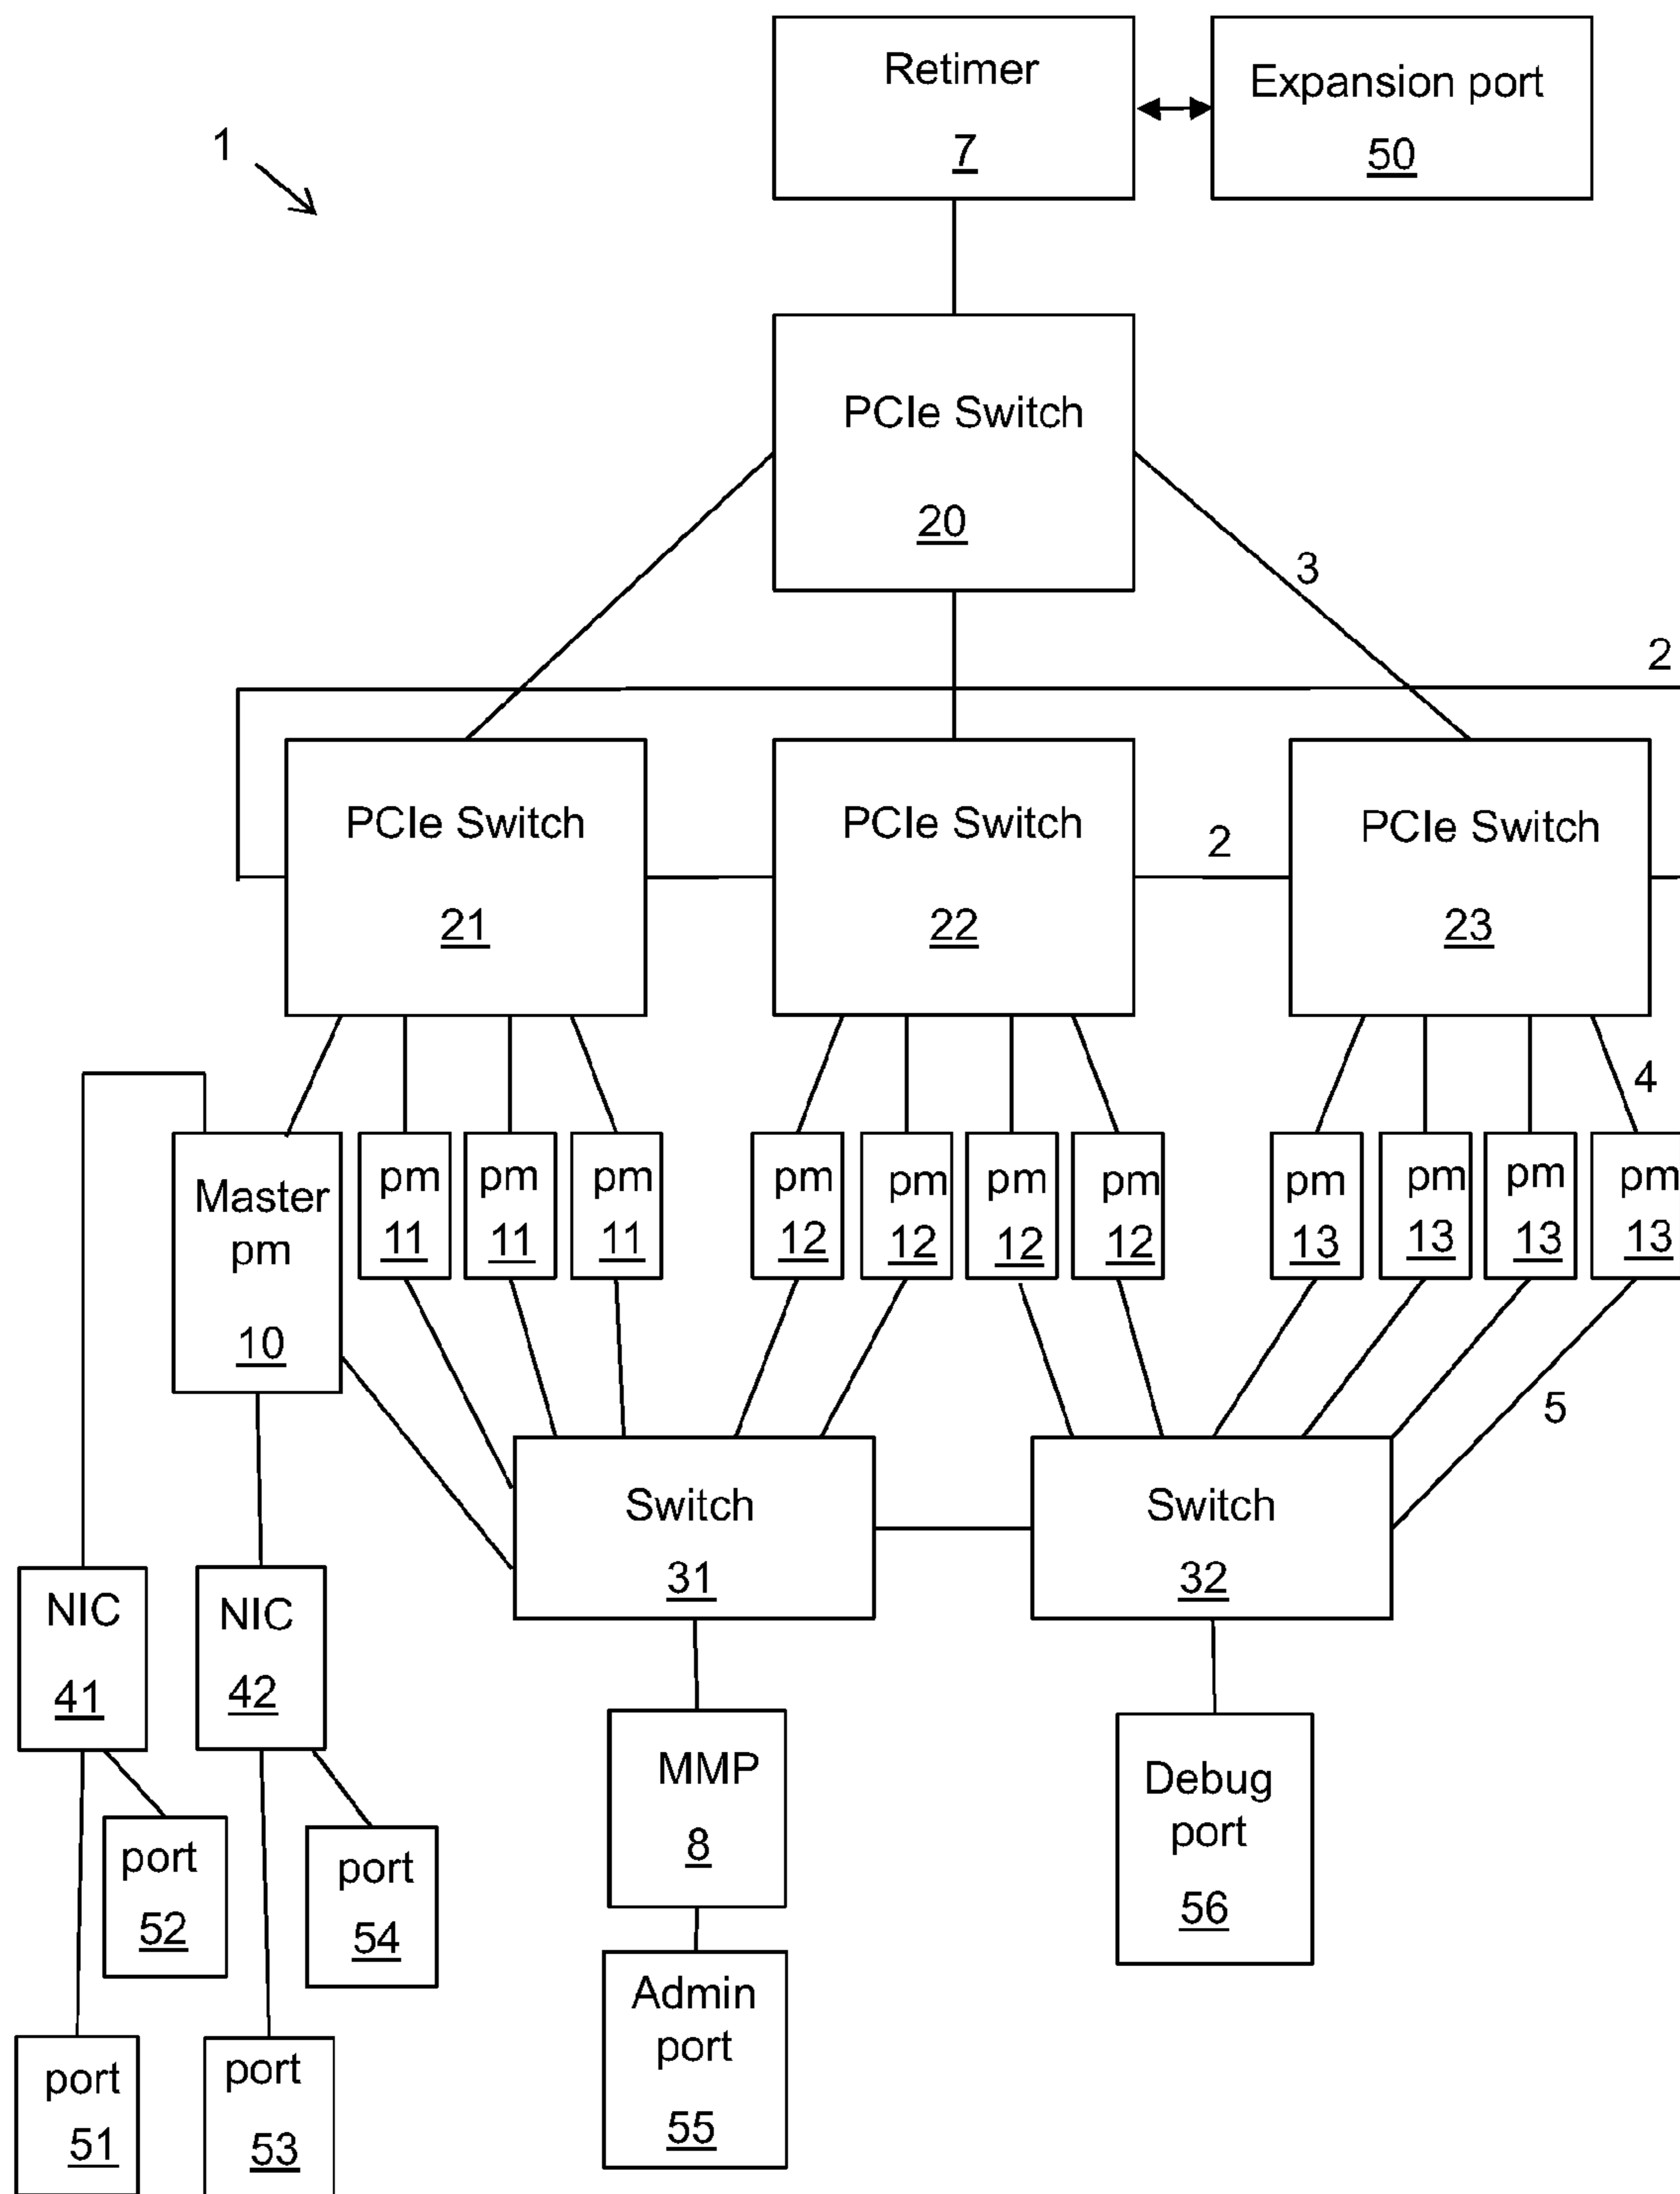 Retimer
7
Expansion port
50
1
PCIe Switch
20
3
2
PCIe Switch
21
PCIe Switch
22
2
PCIe Switch
23
4
Master
pm
10
pm
11
pm
11
pm
11
pm
12
pm
12
pm
12
pm
12
pm
13
pm
13
pm
13
pm
13
5
Switch
31
Switch
32
NIC
41
NIC
42
MMP
8
Debug
port
56
port
52
port
54
Admin
port
55
port
51
port
53